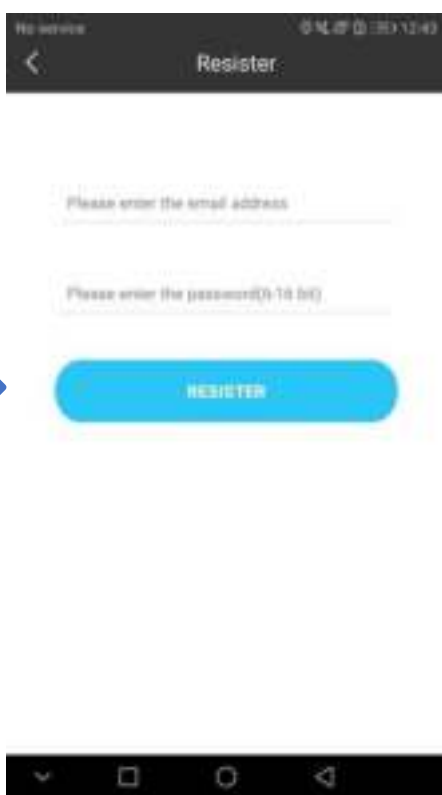 No service 12:43
Resister
Please enter the email address
Please enter the password(6-16 bit)
RESISTER